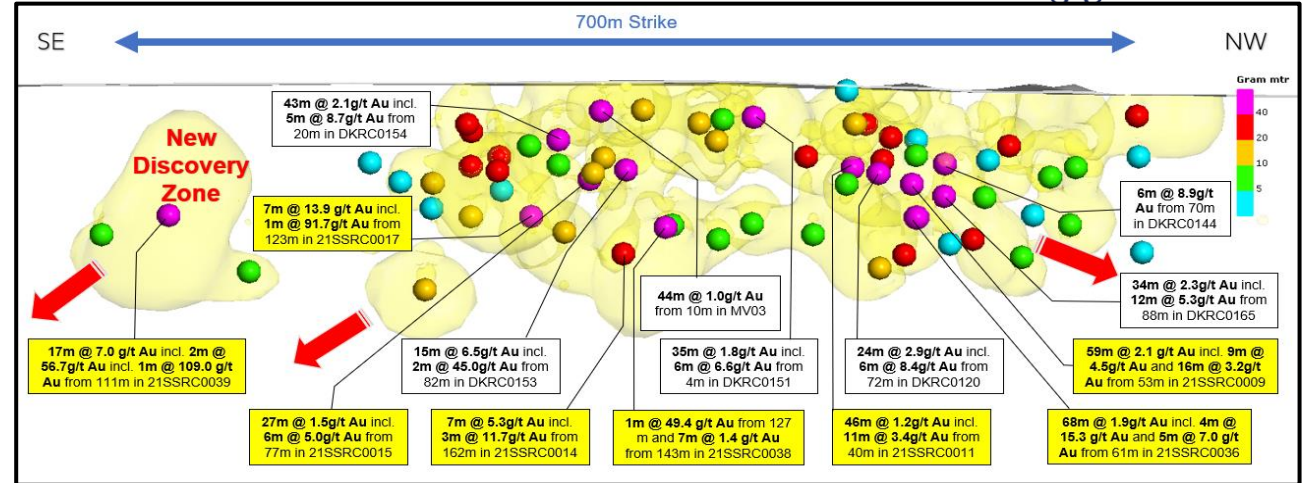 700m Strike
SE
NW
Gram mtr
40
20
10
5
43m @ 2.1g/t Au incl.
5m @ 8.7g/t Au from
20m in DKRC0154
New
Discovery
Zone
7m @ 13.9 g/t Au incl.
1m @ 91.7g/t Au from
123m in 21SSRC0017
6m @ 8.9g/t
Au from 70m
in DKRC0144
44m @ 1.0g/t Au
from 10m in MV03
34m @ 2.3g/t Au incl.
12m @ 5.3g/t Au from
88m in DKRC0165
17m @ 7.0 g/t Au incl. 2m @
56.7g/t Au incl. 1m @ 109.0 g/t
Au from 111m in 21SSRC0039
15m @ 6.5g/t Au incl.
2m @ 45.0g/t Au from
82m in DKRC0153
35m @ 1.8g/t Au incl.
6m @ 6.6g/t Au from
4m in DKRC0151
24m @ 2.9g/t Au incl.
6m @ 8.4g/t Au from
72m in DKRC0120
59m @ 2.1 g/t Au incl. 9m @
4.5g/t Au and 16m @ 3.2g/t
Au from 53m in 21SSRC0009
27m @ 1.5g/t Au incl.
6m @ 5.0g/t Au from
77m in 21SSRC0015
7m @ 5.3g/t Au incl.
3m @ 11.7g/t Au from
162m in 21SSRC0014
1m @ 49.4 g/t Au from 127
m and 7m @ 1.4 g/t Au
from 143m in 21SSRC0038
46m @ 1.2g/t Au incl.
11m @ 3.4g/t Au from
40m in 21SSRC0011
68m @ 1.9g/t Au incl. 4m @
15.3 g/t Au and 5m @ 7.0 g/t
Au from 61m in 21SSRC0036